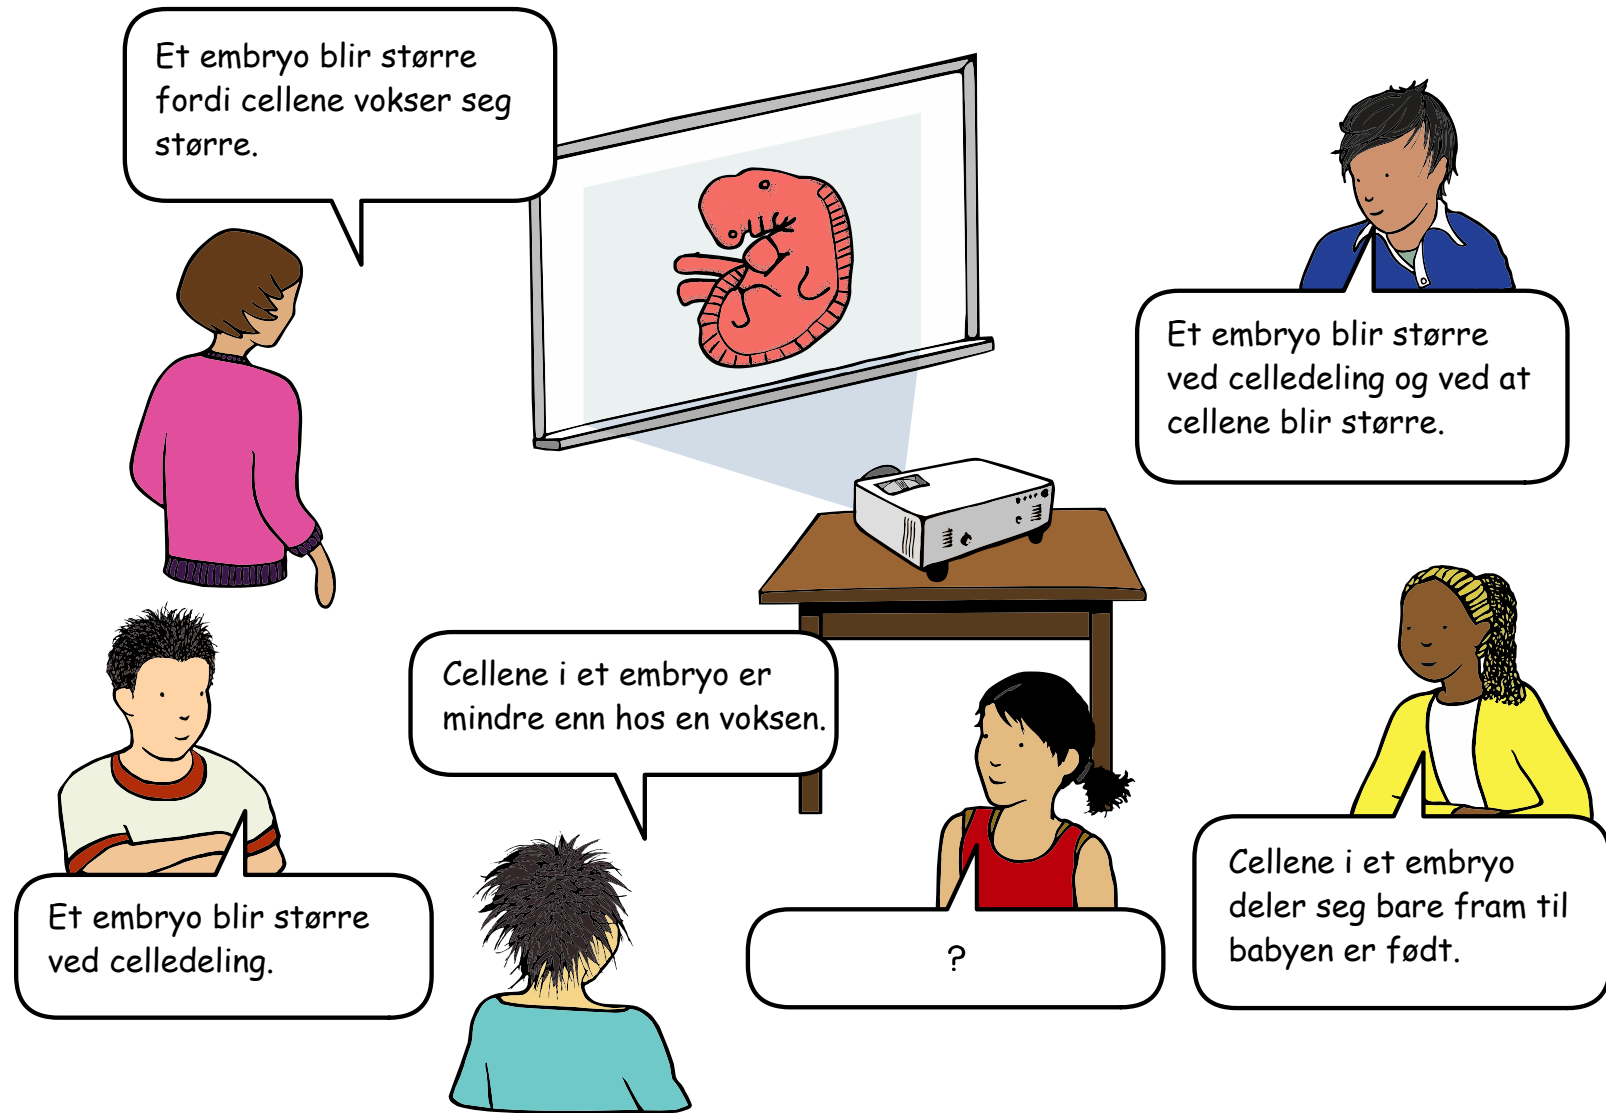 Et embryo blir større
fordi cellene vokser seg
større.
Et embryo blir større
ved celledeling og ved at
cellene blir større.
Cellene i et embryo er
mindre enn hos en voksen.
Et embryo blir større
ved celledeling.
?
Cellene i et embryo
deler seg bare fram til
babyen er født.